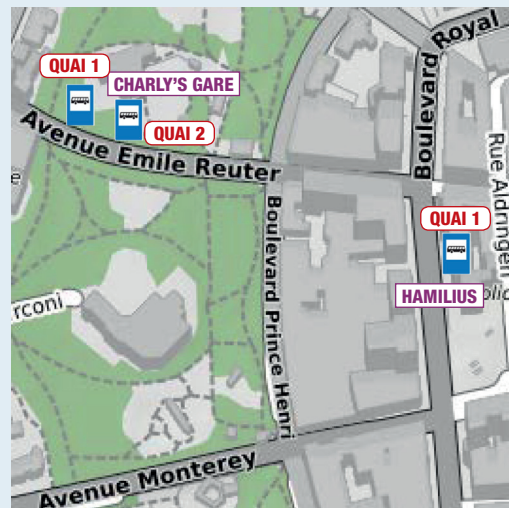 Boulevard Royal
QUAI 1
CHARLY'S GARE
QUAI 2
Avenue Emile Reuter
Rue Aldringen
QUAI 1
HAMILIUS
Boulevard Prince Henri
Avenue Monterey